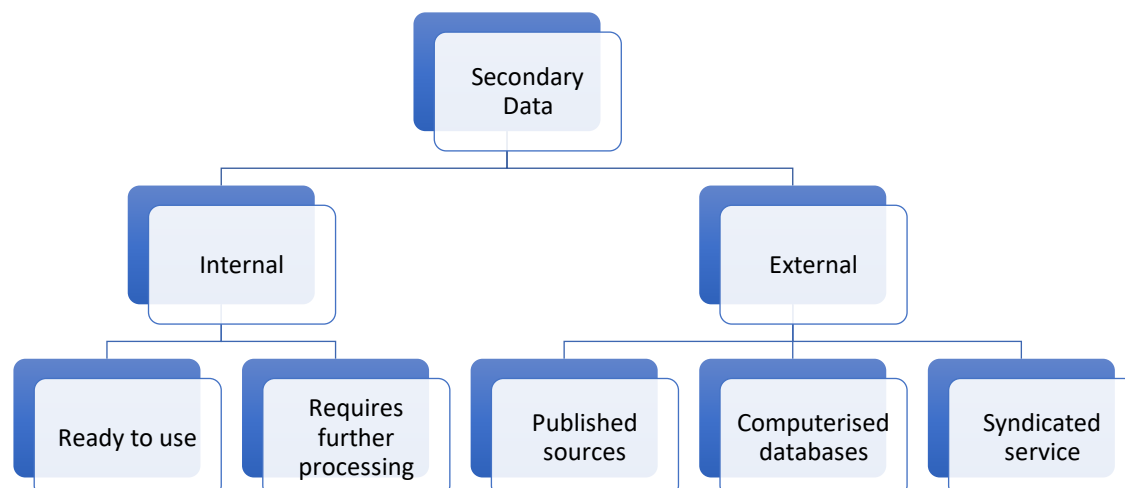 Secondary
Data
Internal
External
Ready to use
Requires
further
processing
Published
sources
Computerised
databases
Syndicated
service